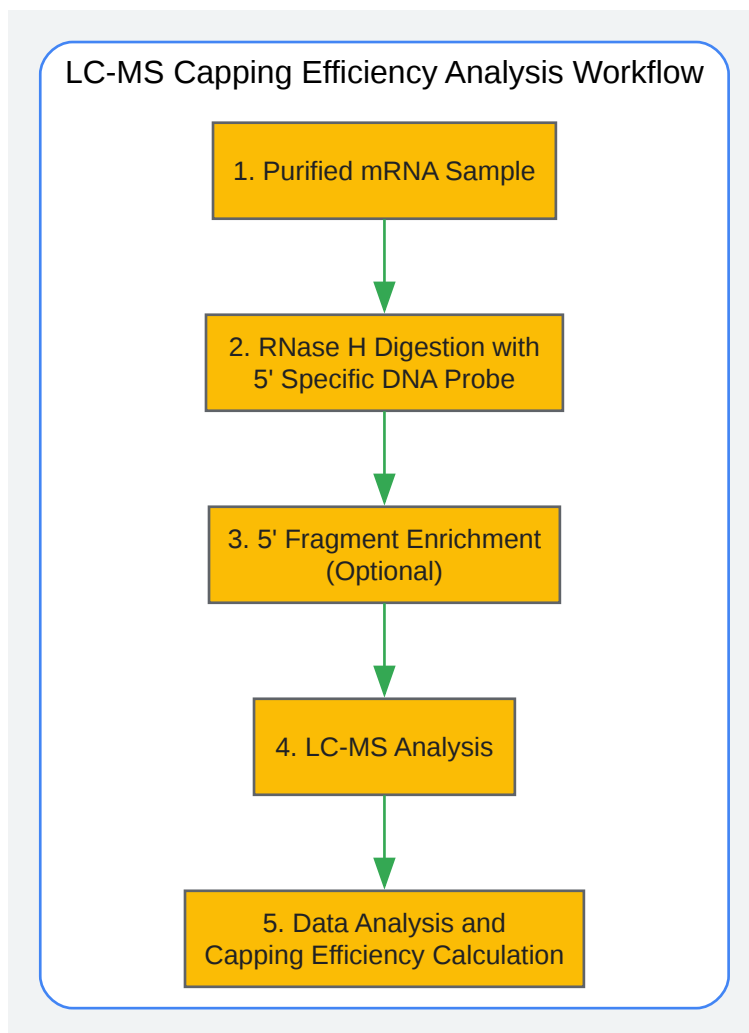 LC-MS Capping Efficiency Analysis Workflow
1. Purified mRNA Sample
2. RNase H Digestion with
5' Specific DNA Probe
3. 5' Fragment Enrichment
(Optional)
4. LC-MS Analysis
5. Data Analysis and
Capping Efficiency Calculation